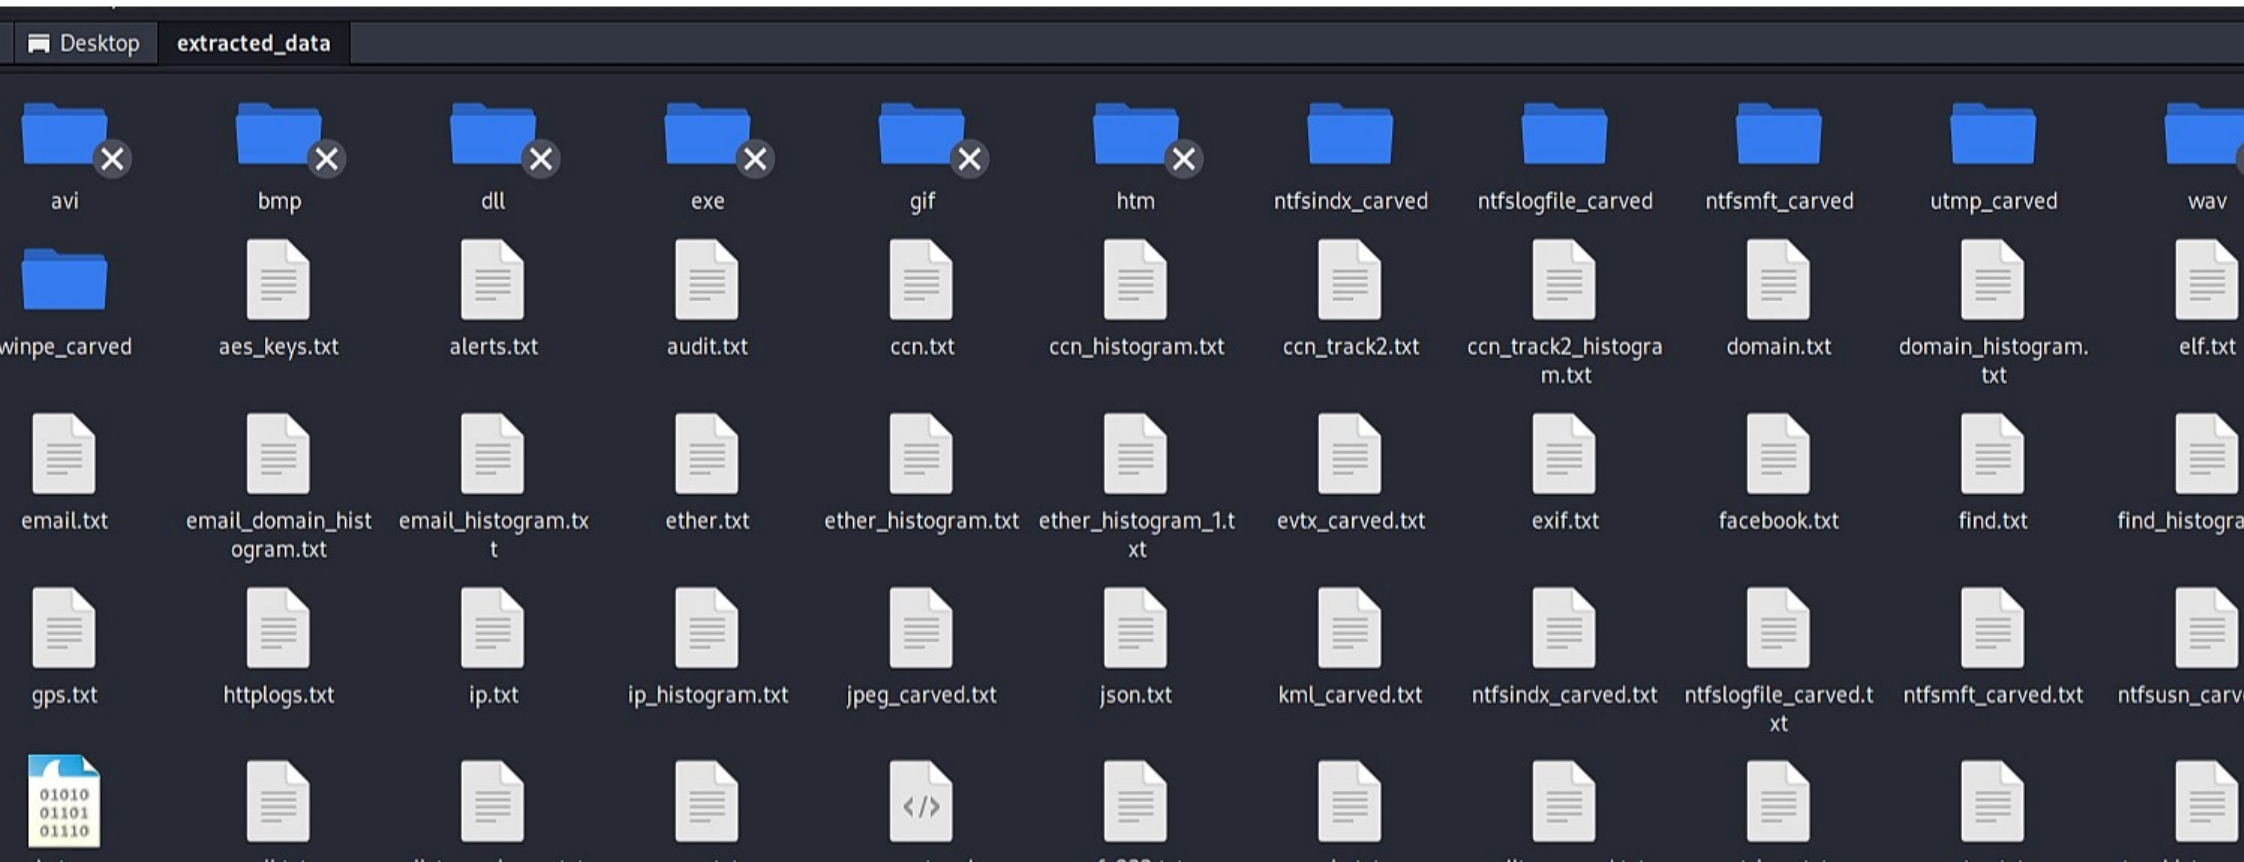 Desktop
extracted_data
avi
bmp
dll
exe
gif
htm
ntfsindx_carved
ntfslogfile_carved
ntfsmft_carved
utmp_carved
wav
winpe_carved
aes_keys.txt
alerts.txt
audit.txt
ccn.txt
ccn_histogram.txt
ccn_track2.txt
ccn_track2_histogra
m.txt
domain.txt
domain_histogram.
txt
elf.txt
email.txt
email_domain_hist
ogram.txt
email_histogram.tx
t
ether.txt
ether_histogram.txt
ether_histogram_1.t
xt
evtx_carved.txt
exif.txt
facebook.txt
find.txt
find_histogra
gps.txt
httplogs.txt
ip.txt
ip_histogram.txt
jpeg_carved.txt
json.txt
kml_carved.txt
ntfsindx_carved.txt
ntfslogfile_carved.t
xt
ntfsmft_carved.txt
ntfsusn_carv
01010
01101
01110